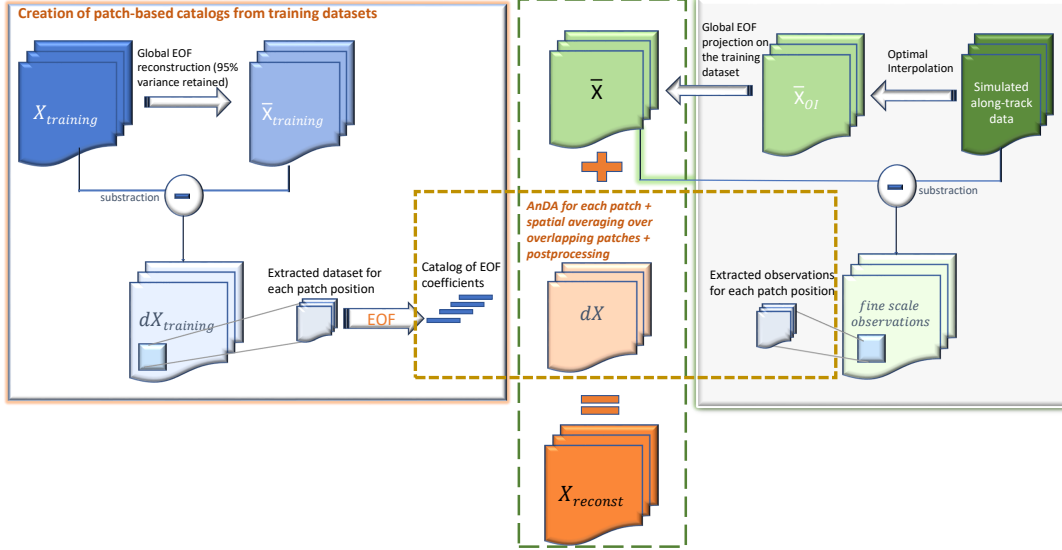 Creation of patch-based catalogs from training datasets
Global EOF
reconstruction (95%
variance retained)
X_training
X̅_training
substraction
-
dX_training
Extracted dataset for
each patch position
EOF
Catalog of EOF
coefficients
X̅
+
AnDA for each patch +
spatial averaging over
overlapping patches +
postprocessing
dX
=
X_reconst
Global EOF
projection on
the training
dataset
X̅_OI
Optimal
Interpolation
Simulated
along-track
data
-
substraction
Extracted observations
for each patch position
fine scale
observations